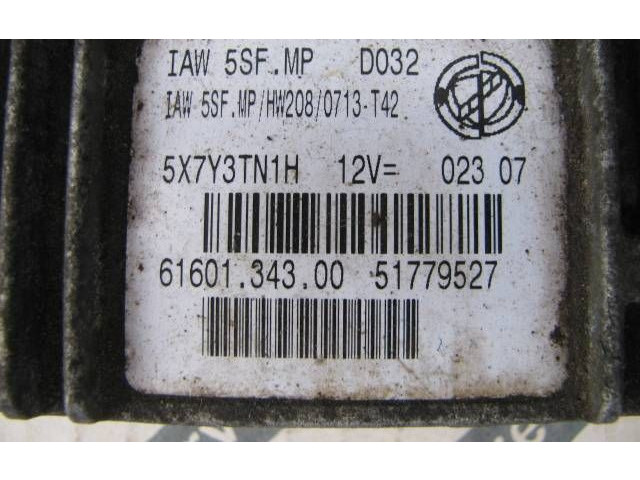 IAW 5SF.MP D032
IAW 5SF.MP/HW208/0713-T42
5X7Y3TN1H 12V= 023 07
61601.343.00 51779527